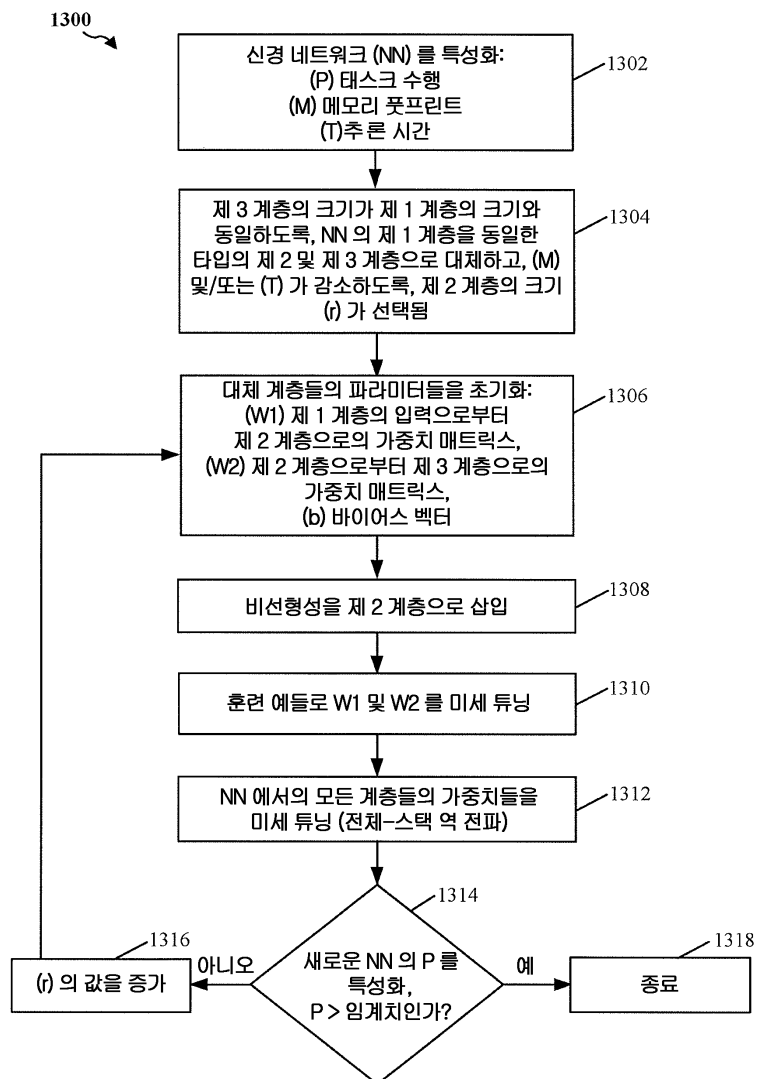 1300
신경 네트워크 (NN) 를 특성화:
(P) 태스크 수행
(M) 메모리 풋프린트
(T)추론 시간
1302
제 3 계층의 크기가 제 1 계층의 크기와
동일하도록, NN 의 제 1 계층을 동일한
타입의 제 2 및 제 3 계층으로 대체하고, (M)
및/또는 (T) 가 감소하도록, 제 2 계층의 크기
(r) 가 선택됨
1304
대체 계층들의 파라미터들을 초기화:
(W1) 제 1 계층의 입력으로부터
제 2 계층으로의 가중치 매트릭스,
(W2) 제 2 계층으로부터 제 3 계층으로의
가중치 매트릭스,
(b) 바이어스 벡터
1306
비선형성을 제 2 계층으로 삽입
1308
훈련 예들로 W1 및 W2 를 미세 튜닝
1310
NN 에서의 모든 계층들의 가중치들을
미세 튜닝 (전체-스택 역 전파)
1312
새로운 NN 의 P 를
특성화,
P > 임계치인가?
1314
아니오
(r) 의 값을 증가
1316
예
종료
1318